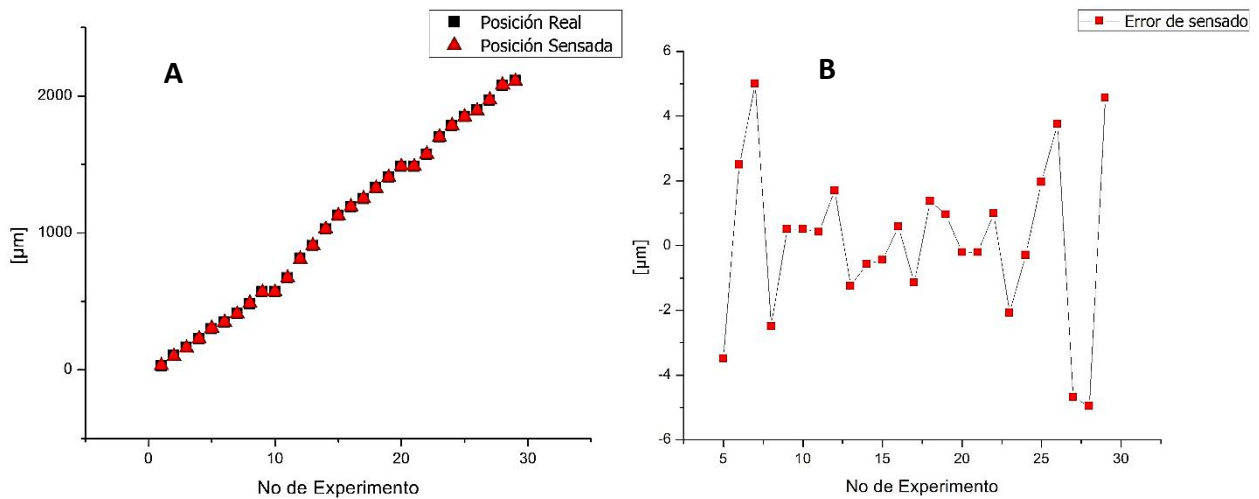 Posición Real
Posición Sensada
A
[µm]
2000
1000
0
0
10
20
30
No de Experimento
Error de sensado
B
[µm]
6
4
2
0
-2
-4
-6
5
10
15
20
25
30
No de Experimento